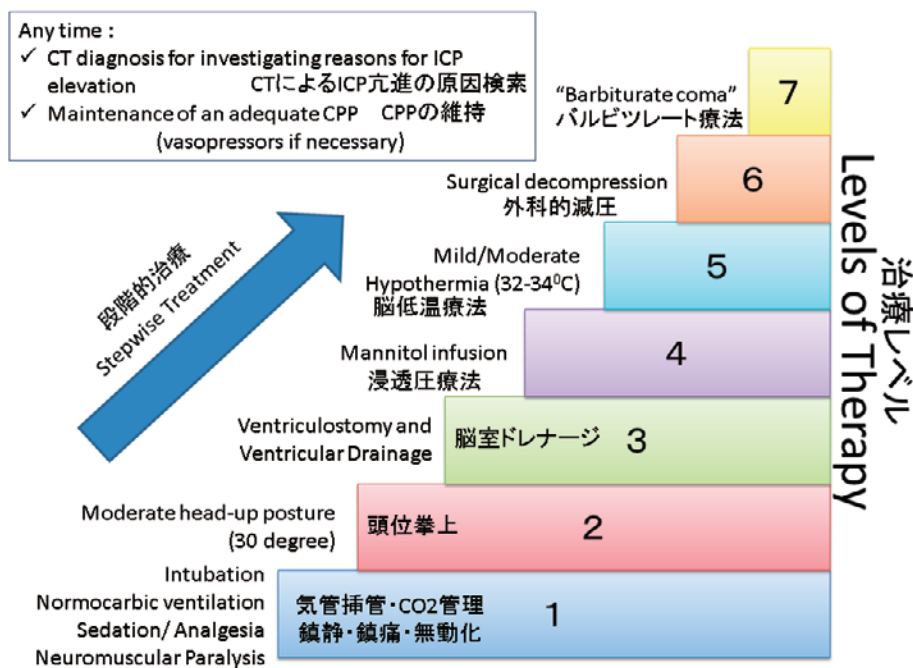 Any time :
✓ CT diagnosis for investigating reasons for ICP
elevation CTによるICP亢進の原因検索
✓ Maintenance of an adequate CPP CPPの維持
(vasopressors if necessary)
段階的治療
Stepwise Treatment
7
"Barbiturate coma"
バルビツレート療法
6
Surgical decompression
外科的減圧
5
Mild/Moderate
Hypothermia (32-34⁰C)
脳低温療法
4
Mannitol infusion
浸透圧療法
Ventriculostomy and
Ventricular Drainage
脳室ドレナージ 3
Moderate head-up posture
(30 degree)
頭位拳上 2
Intubation
Normocarbic ventilation
Sedation/ Analgesia
Neuromuscular Paralysis
気管挿管・CO2管理
鎮静・鎮痛・無動化
1
治療レベル
Levels of Therapy